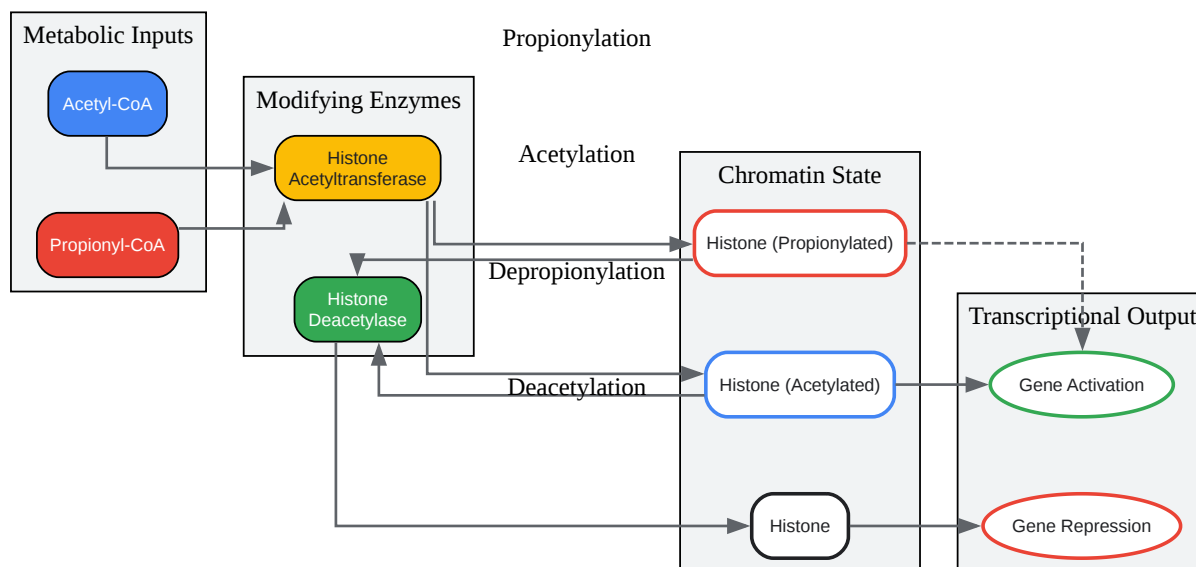 Metabolic Inputs
Acetyl-CoA
Propionyl-CoA
Modifying Enzymes
Histone
Acetyltransferase
Histone
Deacetylase
Propionylation
Acetylation
Depropionylation
Deacetylation
Chromatin State
Histone (Propionylated)
Histone (Acetylated)
Histone
Transcriptional Output
Gene Activation
Gene Repression